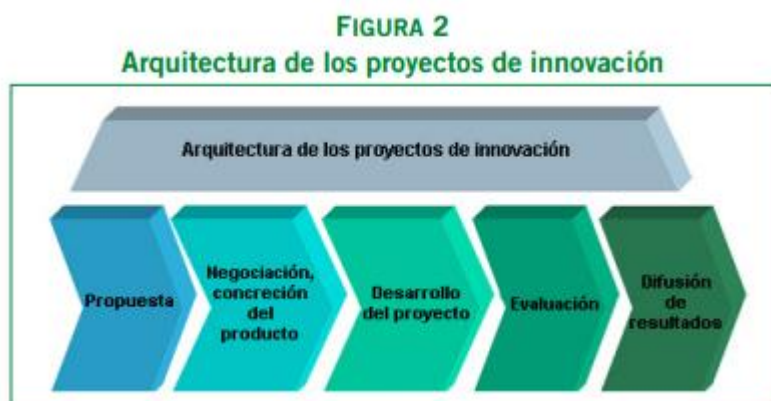 FIGURA 2
Arquitectura de los proyectos de innovación
Arquitectura de los proyectos de innovación
Propuesta
Negociación,
concreción
del
producto
Desarrollo
del proyecto
Evaluación
Difusión
de
resultados